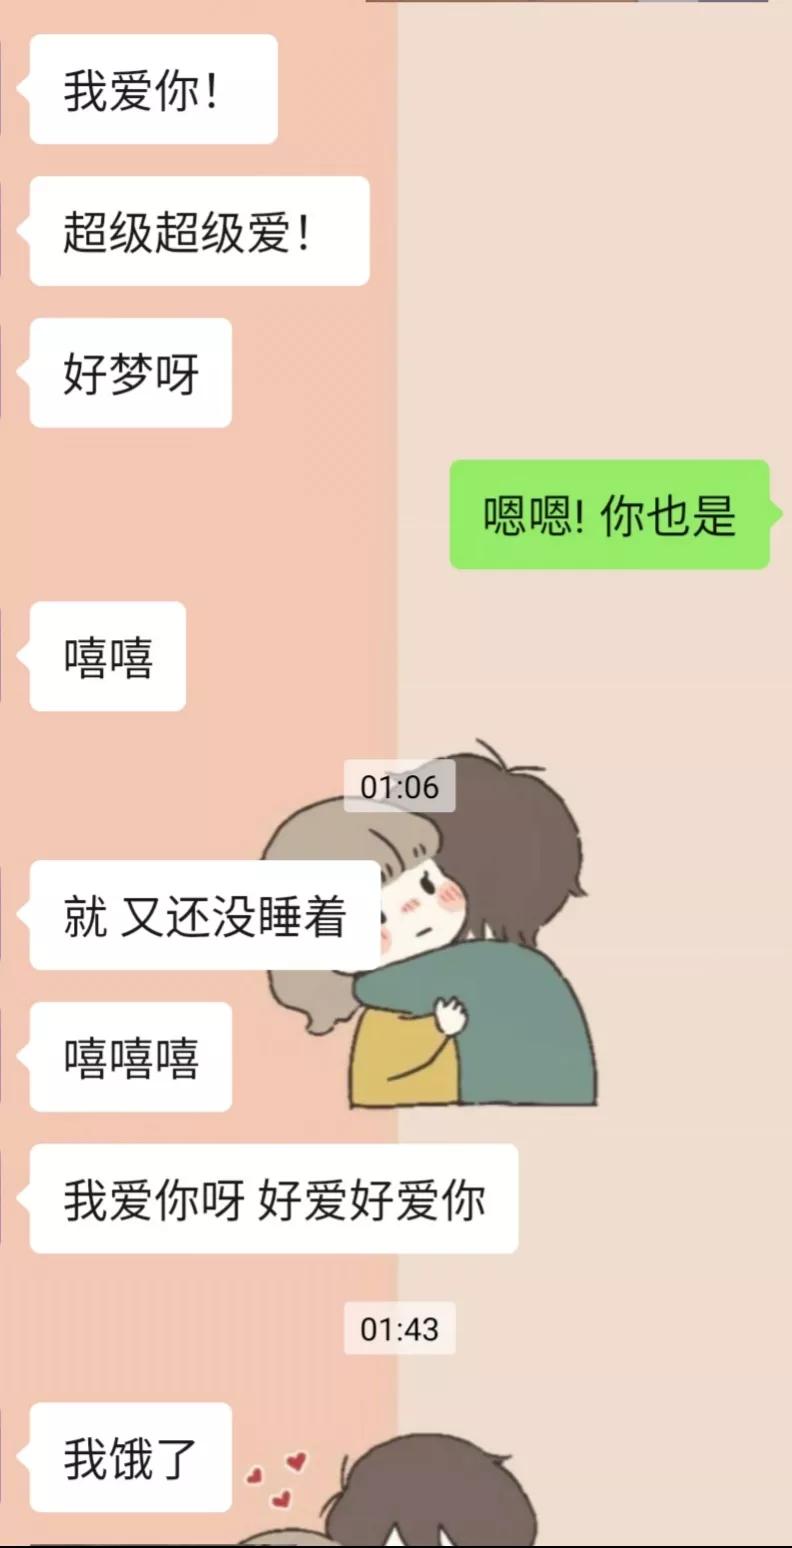 我爱你！
超级超级爱！
好梦呀
嗯嗯! 你也是
嘻嘻
01:06
就 又还没睡着
嘻嘻嘻
我爱你呀 好爱好爱你
01:43
我饿了